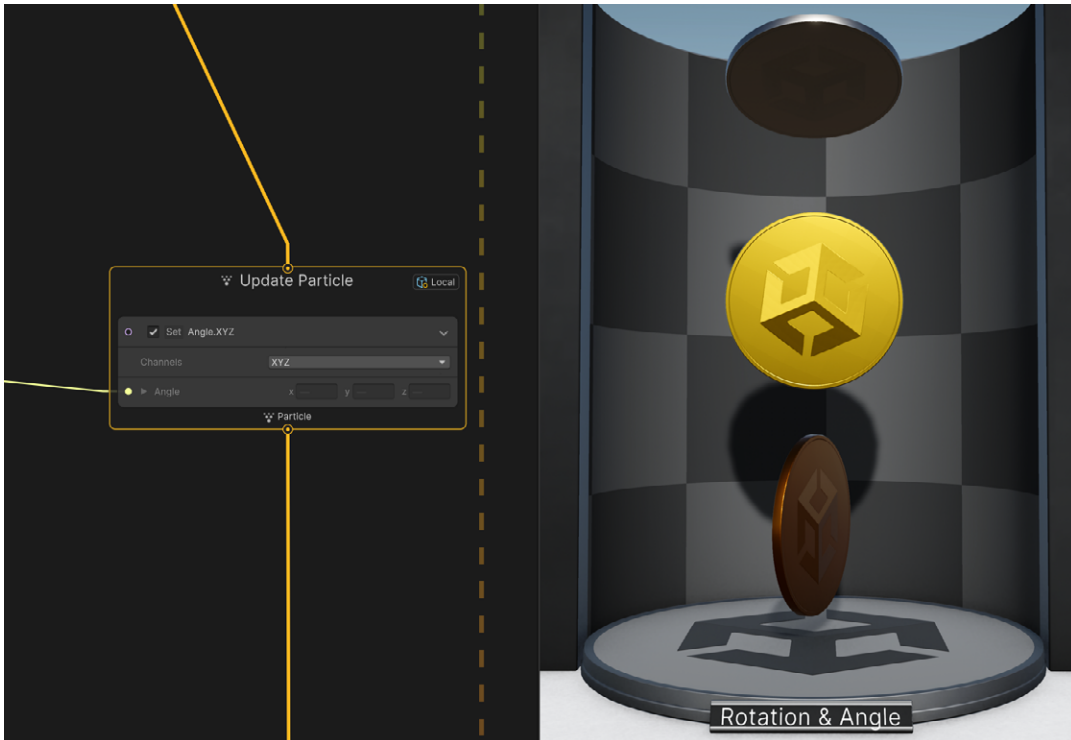 Update Particle
Local
Set Angle.XYZ
Channels XYZ
Angle x y z
Particle
Rotation & Angle